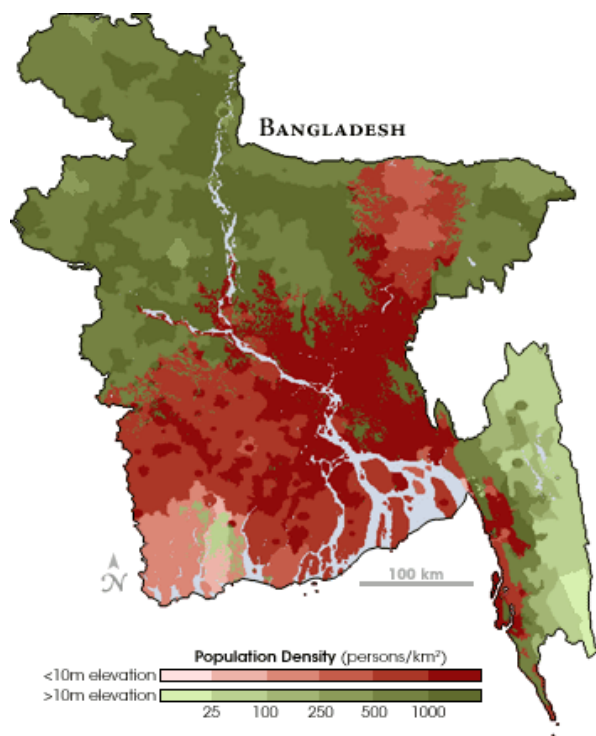 BANGLADESH
N
100 km
Population Density (persons/km²)
<10m elevation
>10m elevation
25 100 250 500 1000